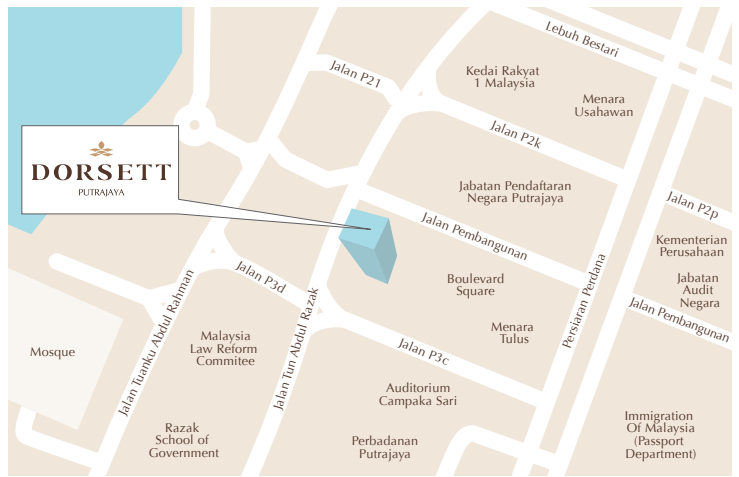 Lebuh Bestari
Jalan P21
Kedai Rakyat
1 Malaysia
Menara
Usahawan
Jalan P2k
DORSETT
PUTRAJAYA
Jabatan Pendaftaran
Negara Putrajaya
Jalan P2p
Jalan Pembangunan
Kementerian
Perusahaan
Jalan P3d
Boulevard
Square
Jabatan
Audit
Negara
Persiaran Perdana
Jalan Pembangunan
Jalan Tuanku Abdul Rahman
Jalan Tun Abdul Razak
Menara
Tulus
Malaysia
Law Reform
Commitee
Mosque
Jalan P3c
Auditorium
Campaka Sari
Razak
School of
Government
Perbadanan
Putrajaya
Immigration
Of Malaysia
(Passport
Department)